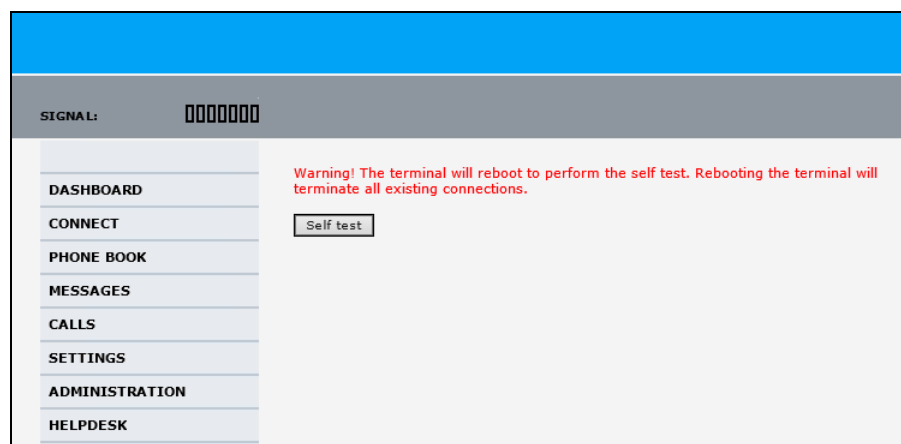 SIGNAL:
DASHBOARD
CONNECT
PHONE BOOK
MESSAGES
CALLS
SETTINGS
ADMINISTRATION
HELPDESK
Warning! The terminal will reboot to perform the self test. Rebooting the terminal will
terminate all existing connections.
Self test